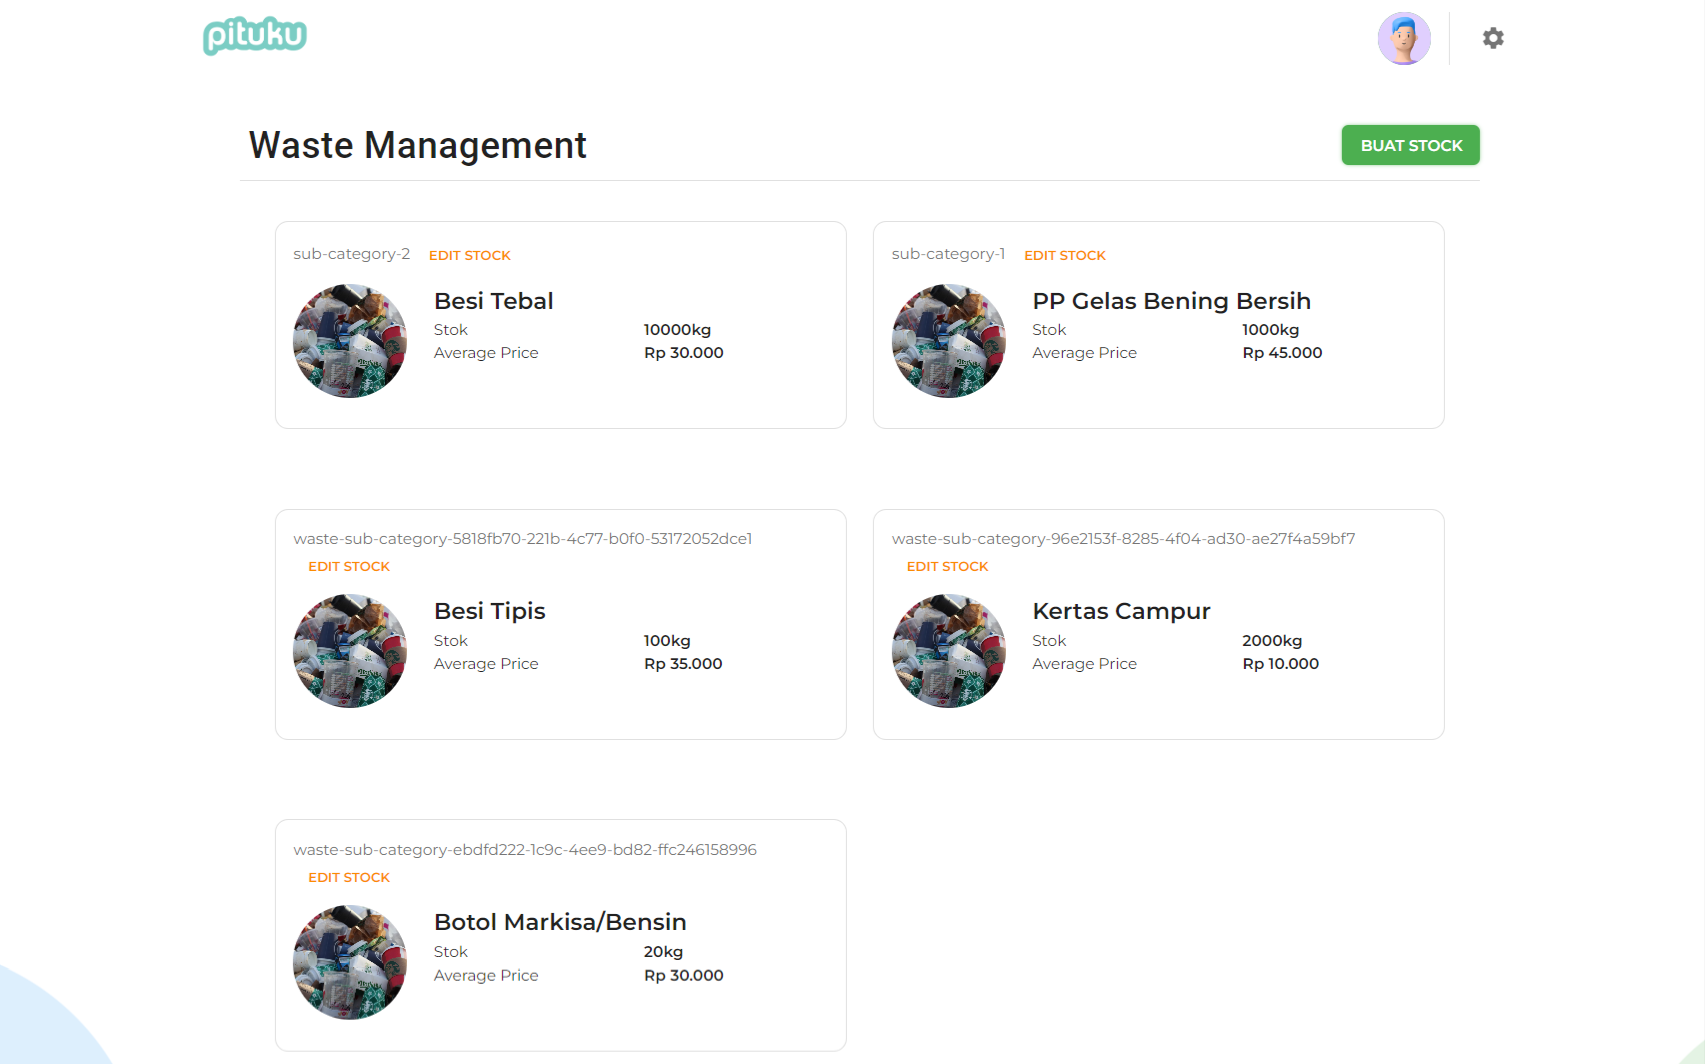 pituku
Waste Management
BUAT STOCK
sub-category-2 EDIT STOCK
Besi Tebal
Stok 10000kg
Average Price Rp 30.000
sub-category-1 EDIT STOCK
PP Gelas Bening Bersih
Stok 1000kg
Average Price Rp 45.000
waste-sub-category-5818fb70-221b-4c77-b0f0-53172052dce1
EDIT STOCK
Besi Tipis
Stok 100kg
Average Price Rp 35.000
waste-sub-category-96e2153f-8285-4f04-ad30-ae27f4a59bf7
EDIT STOCK
Kertas Campur
Stok 2000kg
Average Price Rp 10.000
waste-sub-category-ebdfd222-1c9c-4ee9-bd82-ffc246158996
EDIT STOCK
Botol Markisa/Bensin
Stok 20kg
Average Price Rp 30.000